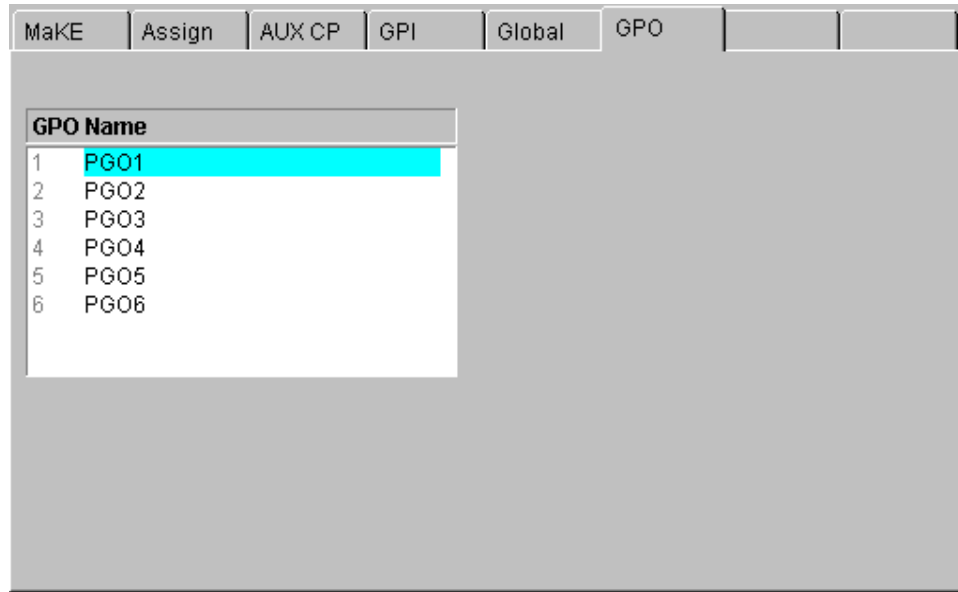 MaKE Assign AUX CP GPI Global GPO
GPO Name
1 PGO1
2 PGO2
3 PGO3
4 PGO4
5 PGO5
6 PGO6